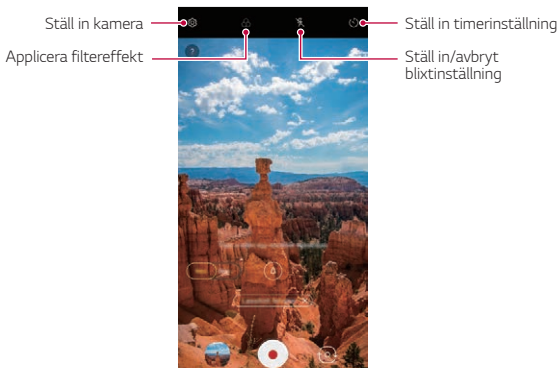 Ställ in kamera
Applicera filtereffekt
Ställ in timerinställning
Ställ in/avbryt
blixtinställning